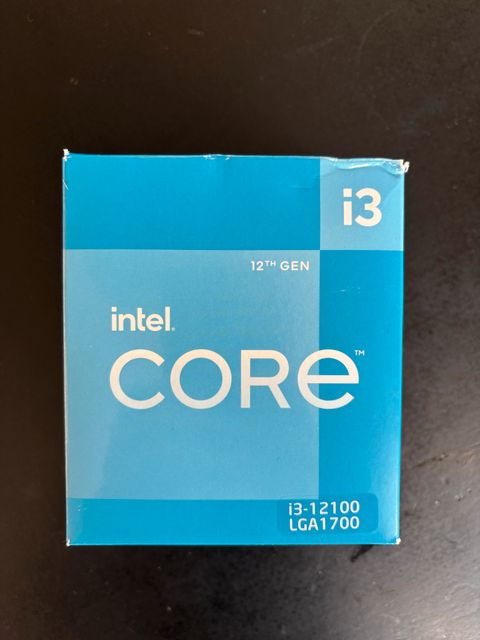 i3
12TH GEN
intel.
CORE™
i3-12100
LGA1700